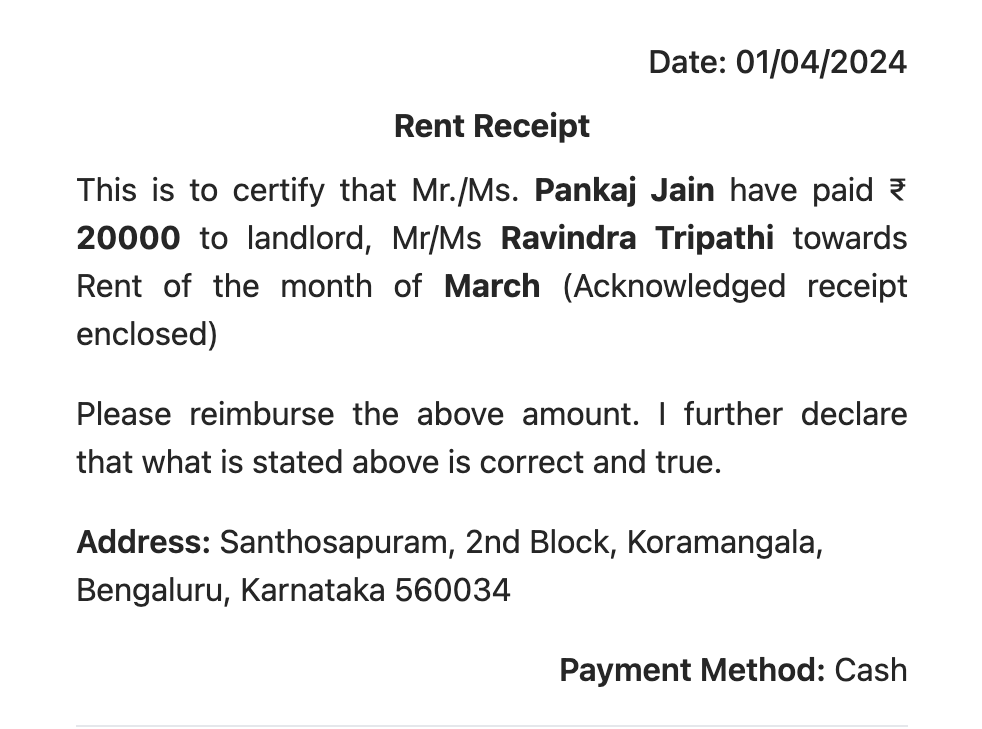 Date: 01/04/2024
Rent Receipt
This is to certify that Mr./Ms. Pankaj Jain have paid ₹
20000 to landlord, Mr/Ms Ravindra Tripathi towards
Rent of the month of March (Acknowledged receipt
enclosed)
Please reimburse the above amount. I further declare
that what is stated above is correct and true.
Address: Santhosapuram, 2nd Block, Koramangala,
Bengaluru, Karnataka 560034
Payment Method: Cash